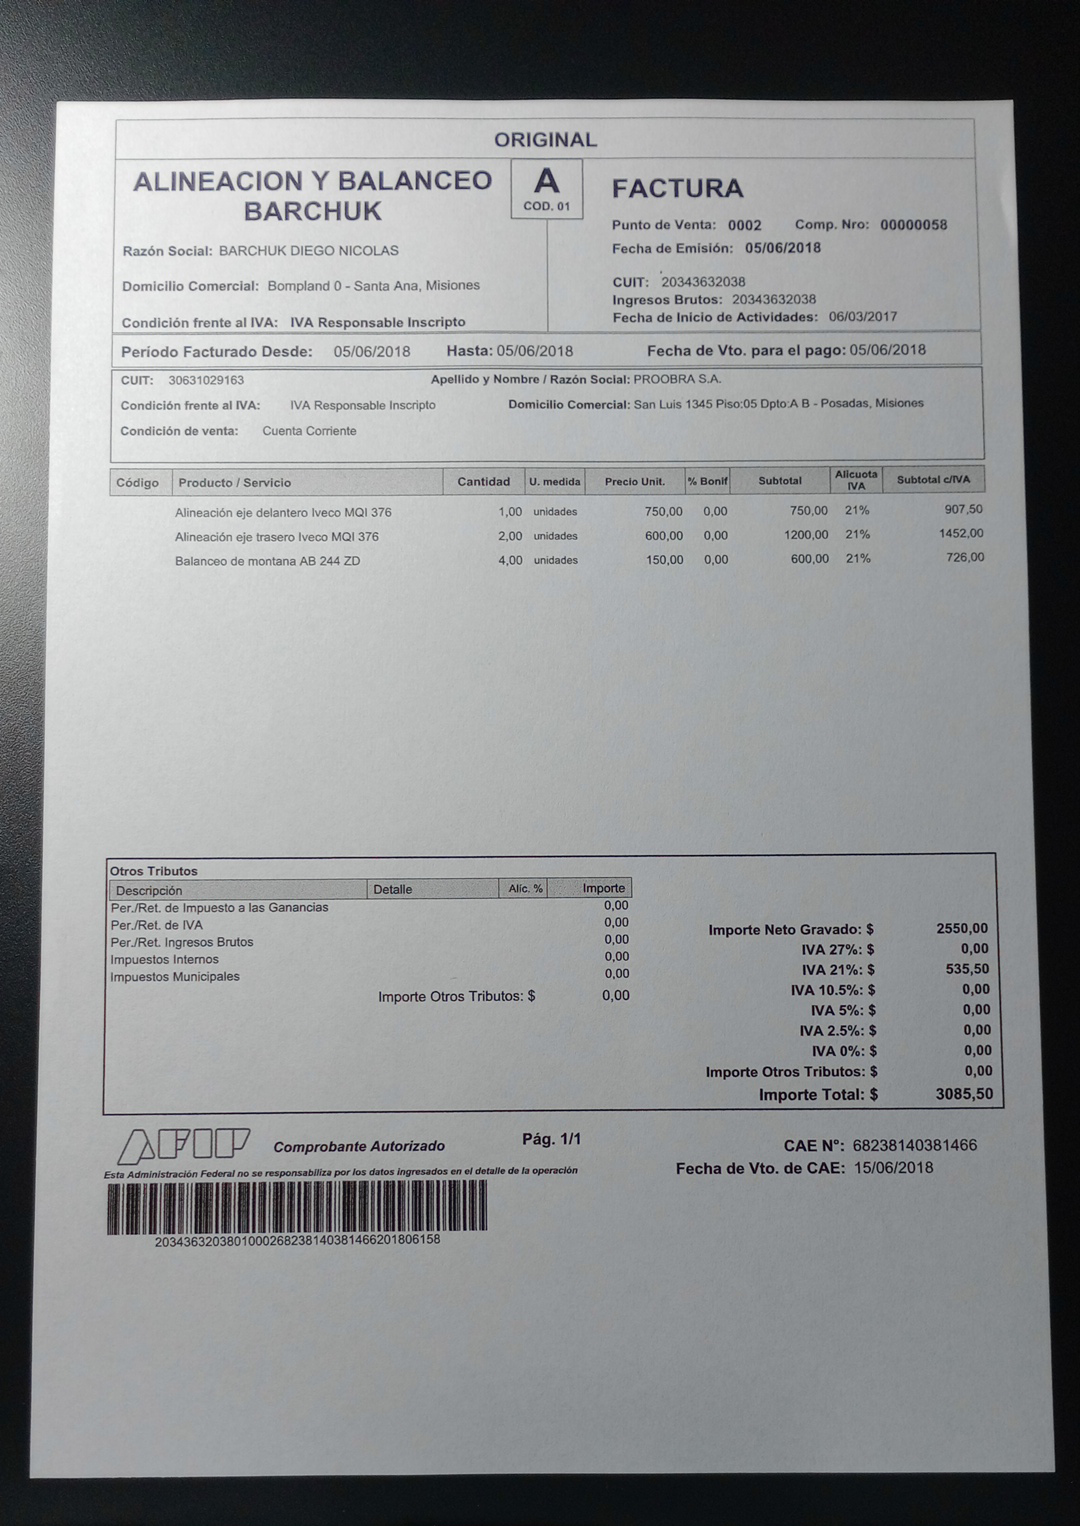 ORIGINAL
ALINEACION Y BALANCEO
BARCHUK
A
COD. 01
FACTURA
Punto de Venta: 0002 Comp. Nro: 00000058
Fecha de Emisión: 05/06/2018
Razón Social: BARCHUK DIEGO NICOLAS
Domicilio Comercial: Bompland 0 - Santa Ana, Misiones
Condición frente al IVA: IVA Responsable Inscripto
CUIT: 20343632038
Ingresos Brutos: 20343632038
Fecha de Inicio de Actividades: 06/03/2017
Período Facturado Desde: 05/06/2018 Hasta: 05/06/2018 Fecha de Vto. para el pago: 05/06/2018
CUIT: 30631029163 Apellido y Nombre / Razón Social: PROOBRA S.A.
Condición frente al IVA: IVA Responsable Inscripto Domicilio Comercial: San Luis 1345 Piso:05 Dpto:A B - Posadas, Misiones
Condición de venta: Cuenta Corriente
Código Producto / Servicio Cantidad U. medida Precio Unit. % Bonif Subtotal Alicuota IVA Subtotal c/IVA
Alineación eje delantero Iveco MQI 376 1,00 unidades 750,00 0,00 750,00 21% 907,50
Alineación eje trasero Iveco MQI 376 2,00 unidades 600,00 0,00 1200,00 21% 1452,00
Balanceo de montana AB 244 ZD 4,00 unidades 150,00 0,00 600,00 21% 726,00
Otros Tributos
Descripción Detalle Alic. % Importe
Per./Ret. de Impuesto a las Ganancias 0,00
Per./Ret. de IVA 0,00
Per./Ret. Ingresos Brutos 0,00
Impuestos Internos 0,00
Impuestos Municipales 0,00
Importe Otros Tributos: $ 0,00
Importe Neto Gravado: $ 2550,00
IVA 27%: $ 0,00
IVA 21%: $ 535,50
IVA 10.5%: $ 0,00
IVA 5%: $ 0,00
IVA 2.5%: $ 0,00
IVA 0%: $ 0,00
Importe Otros Tributos: $ 0,00
Importe Total: $ 3085,50
AFIP Comprobante Autorizado Pág. 1/1
CAE N°: 68238140381466
Fecha de Vto. de CAE: 15/06/2018
Esta Administración Federal no se responsabiliza por los datos ingresados en el detalle de la operación
2034363203801000268238140381466201806158